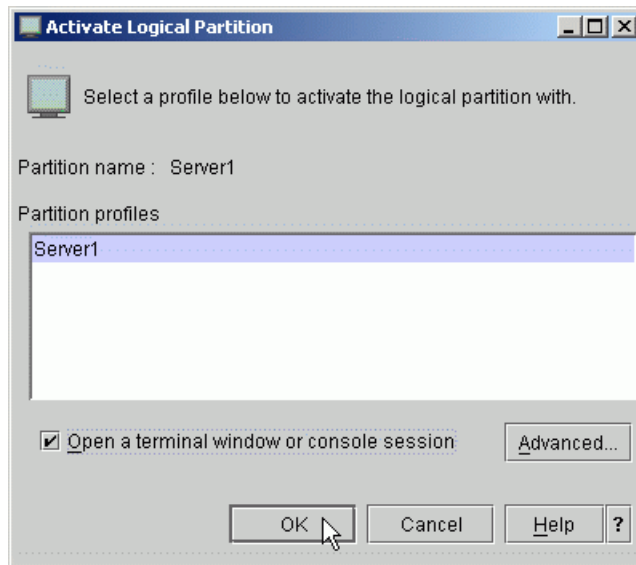 Activate Logical Partition
Select a profile below to activate the logical partition with.
Partition name : Server1
Partition profiles
Server1
Open a terminal window or console session
Advanced...
OK
Cancel
Help
?